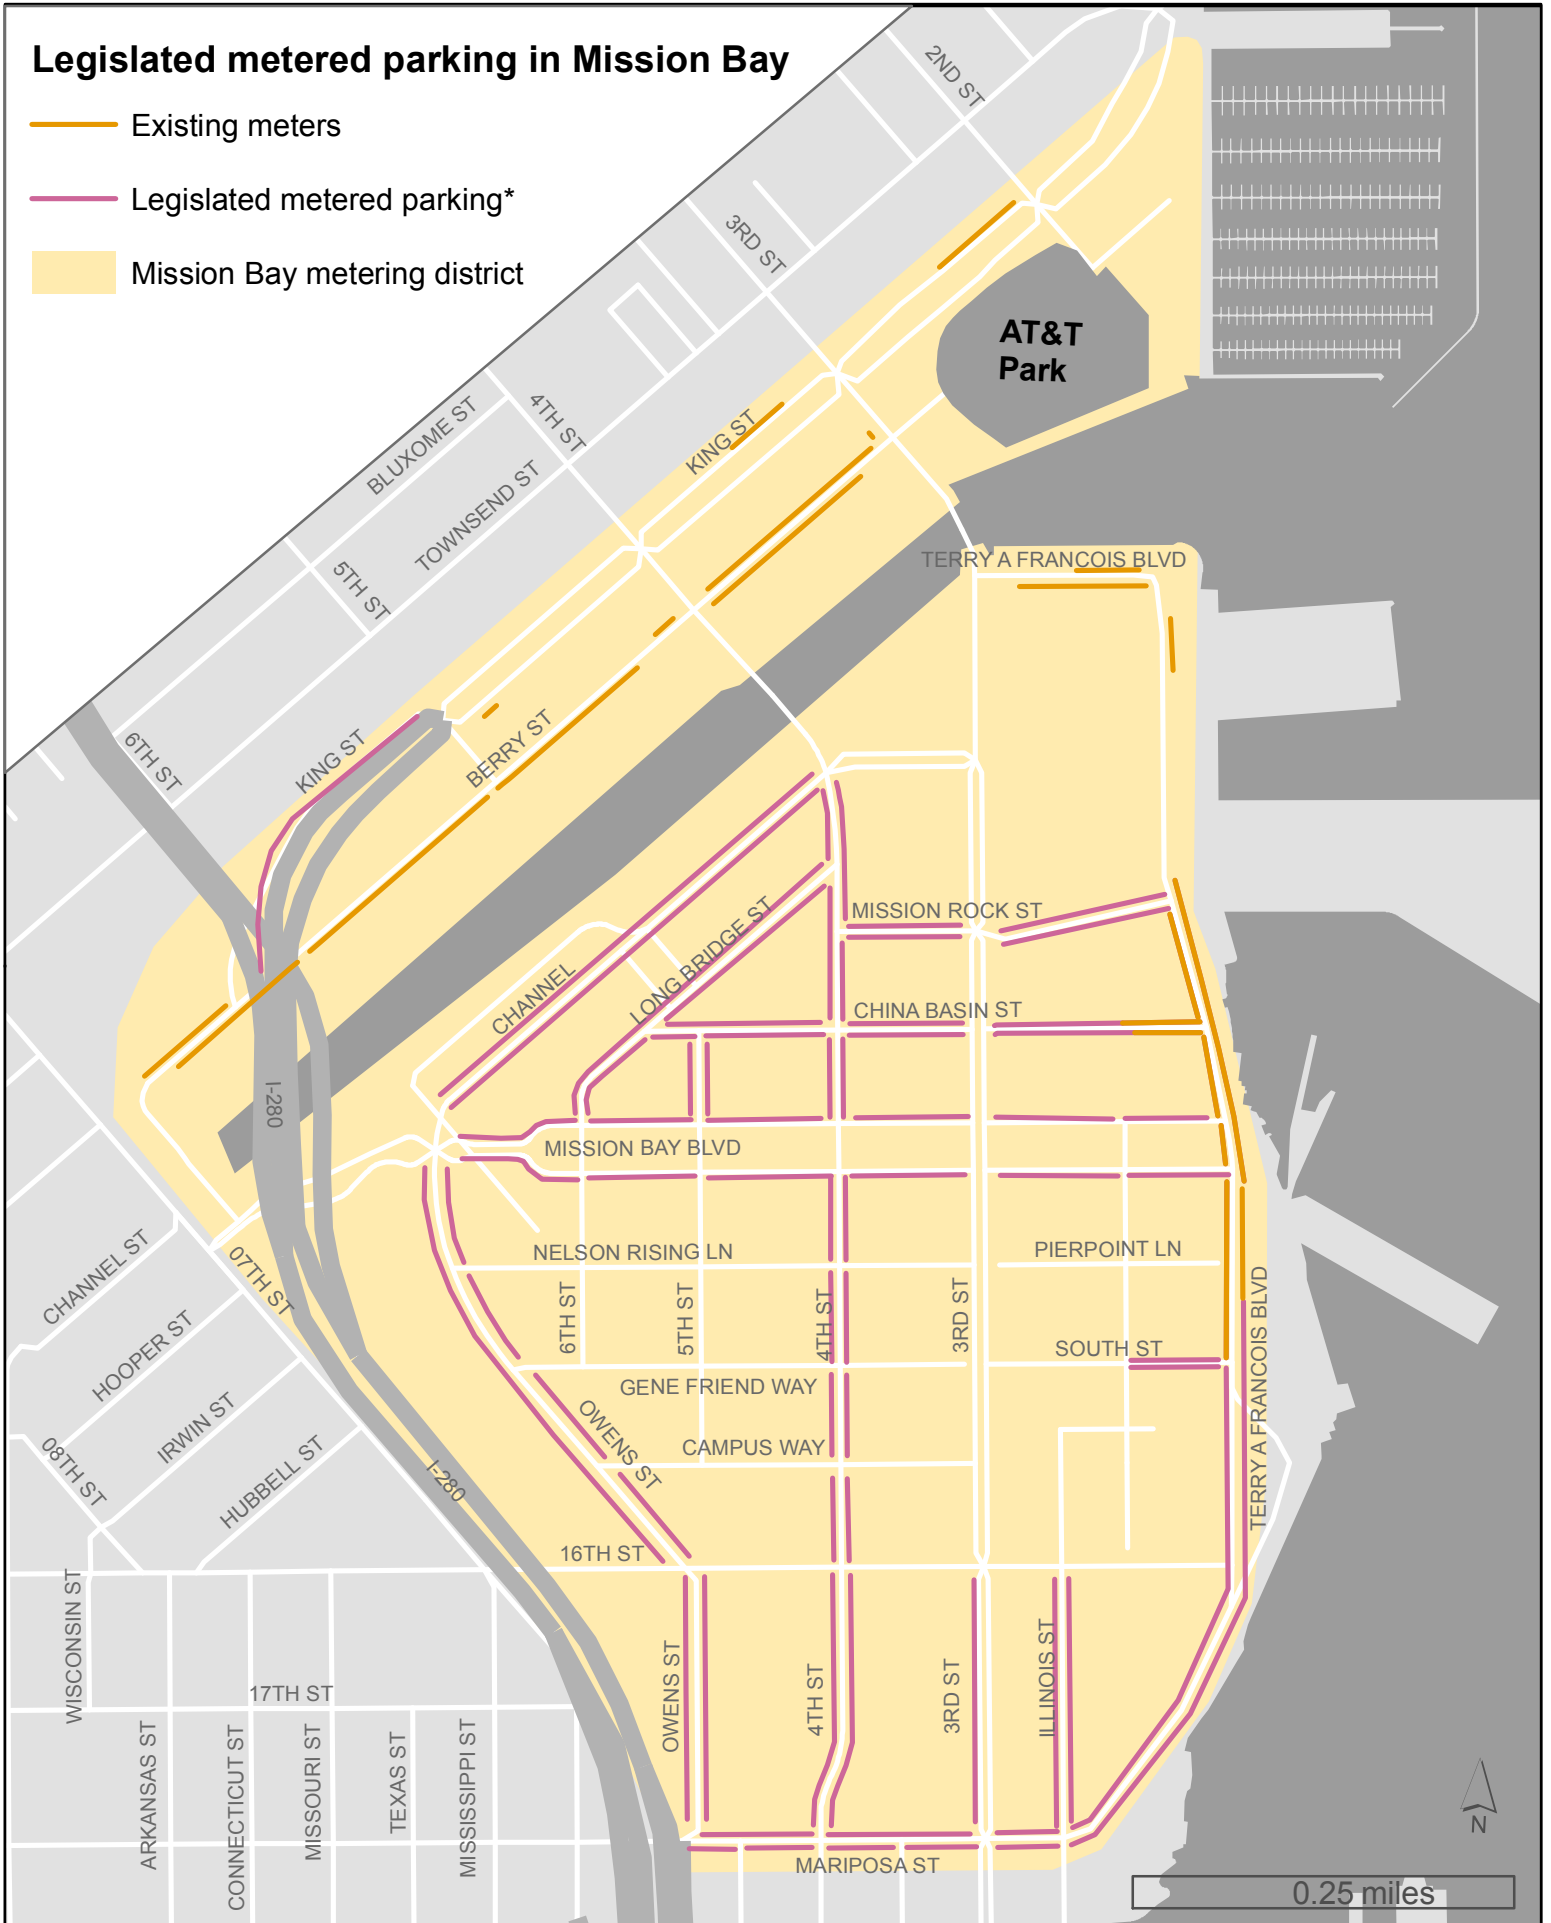 Legislated metered parking in Mission Bay
Existing meters
Legislated metered parking*
Mission Bay metering district
2ND ST
3RD ST
AT&T
Park
4TH ST
KING ST
BLUXOME ST
TOWNSEND ST
5TH ST
TERRY A FRANCOIS BLVD
6TH ST
KING ST
BERRY ST
MISSION ROCK ST
LONG BRIDGE ST
CHANNEL
CHINA BASIN ST
I-280
MISSION BAY BLVD
CHANNEL ST
07TH ST
NELSON RISING LN
PIERPOINT LN
6TH ST
5TH ST
4TH ST
3RD ST
HOOPER ST
SOUTH ST
GENE FRIEND WAY
TERRY A FRANCOIS BLVD
IRWIN ST
OWENS ST
CAMPUS WAY
08TH ST
HUBBELL ST
I-280
16TH ST
WISCONSIN ST
17TH ST
OWENS ST
4TH ST
3RD ST
ILLINOIS ST
ARKANSAS ST
CONNECTICUT ST
MISSOURI ST
TEXAS ST
MISSISSIPPI ST
N
MARIPOSA ST
0.25 miles